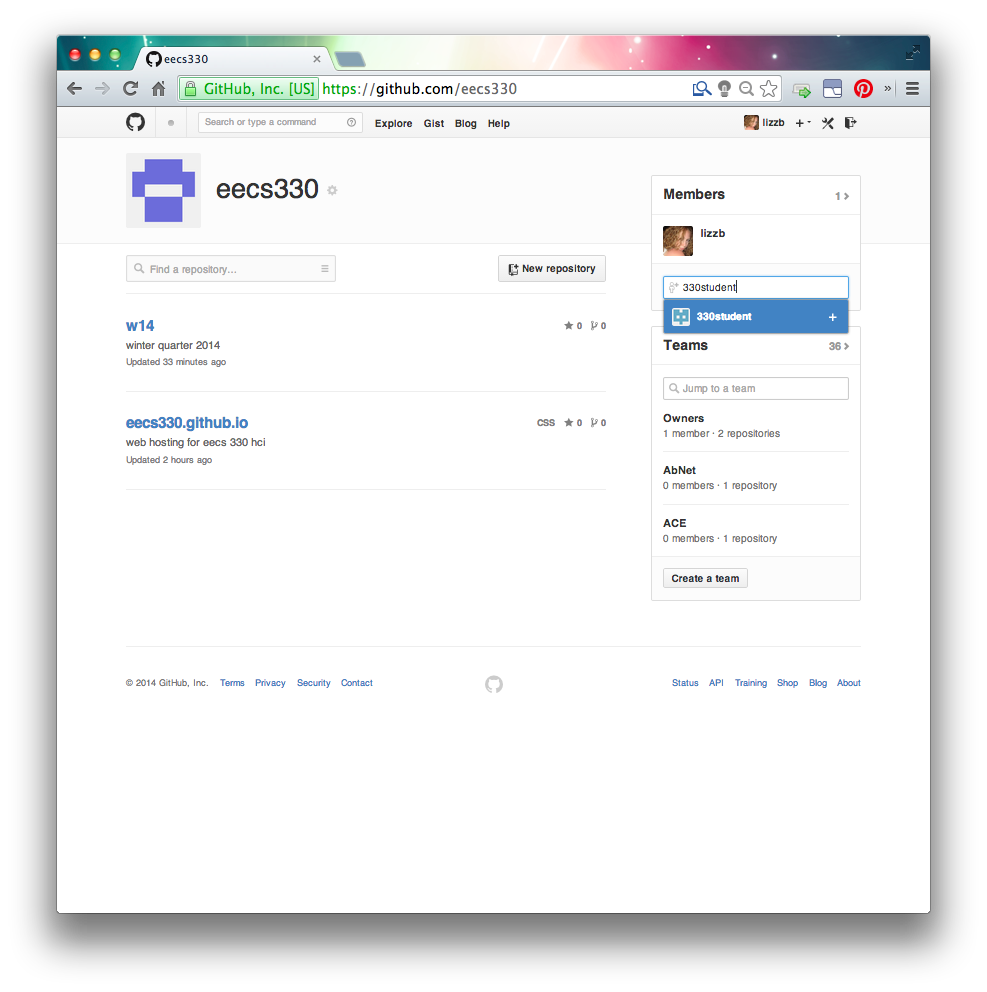 eecs330
GitHub, Inc. [US] https://github.com/eecs330
Search or type a command Explore Gist Blog Help lizzb
eecs330
Find a repository...
New repository
w14
0 0
winter quarter 2014
Updated 33 minutes ago
eecs330.github.io
CSS 0 0
web hosting for eecs 330 hci
Updated 2 hours ago
Members 1
lizzb
330student
330student +
Teams 36
Jump to a team
Owners
1 member · 2 repositories
AbNet
0 members · 1 repository
ACE
0 members · 1 repository
Create a team
© 2014 GitHub, Inc. Terms Privacy Security Contact
Status API Training Shop Blog About